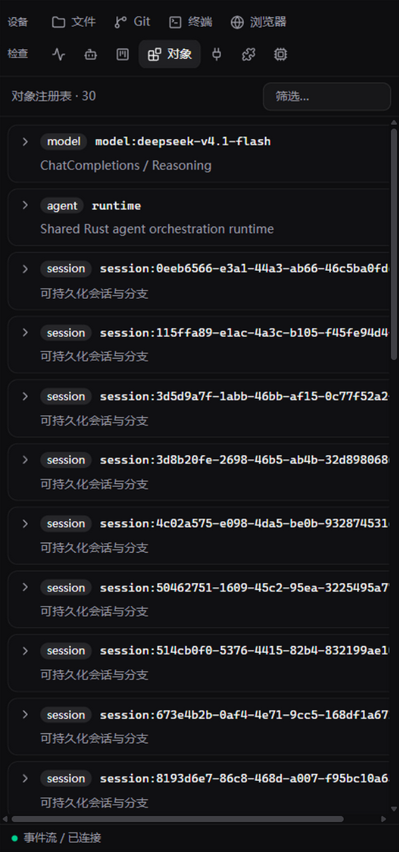 设备 文件 Git 终端 浏览器
检查 对象
对象注册表 · 30 筛选...
model model:deepseek-v4.1-flash
ChatCompletions / Reasoning
agent runtime
Shared Rust agent orchestration runtime
session session:0eeb6566-e3a1-44a3-ab66-46c5ba0fd
可持久化会话与分支
session session:115ffa89-e1ac-4a3c-b105-f45fe94d4
可持久化会话与分支
session session:3d5d9a7f-1abb-46bb-af15-0c77f52a2
可持久化会话与分支
session session:3d8b20fe-2698-46b5-ab4b-32d898068
可持久化会话与分支
session session:4c02a575-e098-4da5-be0b-932874531
可持久化会话与分支
session session:50462751-1609-45c2-95ea-3225495a7
可持久化会话与分支
session session:514cb0f0-5376-4415-82b4-832199ae1
可持久化会话与分支
session session:673e4b2b-0af4-4e71-9cc5-168df1a67
可持久化会话与分支
session session:8193d6e7-86c8-468d-a007-f95bc10a6
可持久化会话与分支
事件流 / 已连接